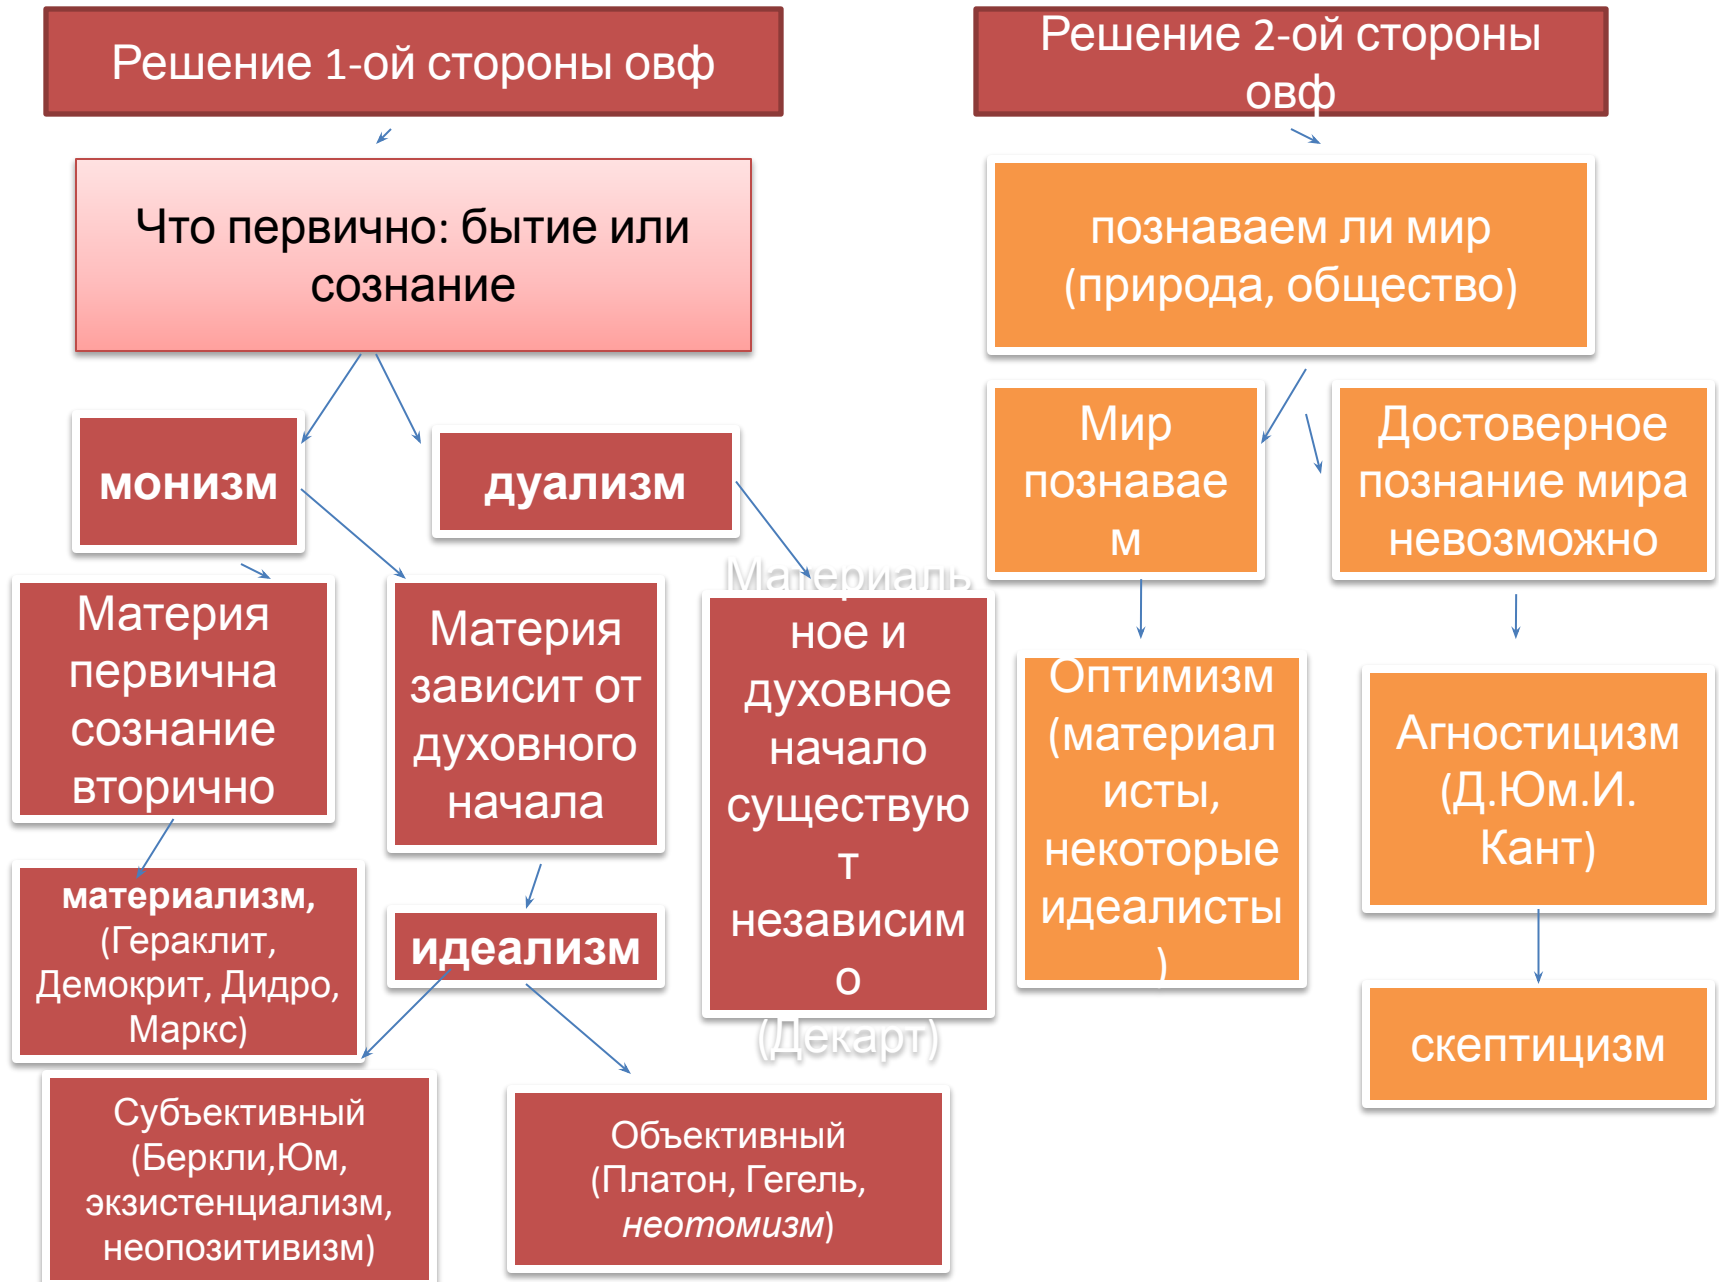 Решение 1-ой стороны овф
Что первично: бытие или
сознание
монизм
дуализм
Материя
первична
сознание
вторично
Материя
зависит от
духовного
начала
Материаль
ное и
духовное
начало
существую
т
независим
о
(Декарт)
материализм,
(Гераклит,
Демокрит, Дидро,
Маркс)
идеализм
Субъективный
(Беркли,Юм,
экзистенциализм,
неопозитивизм)
Объективный
(Платон, Гегель,
неотомизм)
Решение 2-ой стороны
овф
познаваем ли мир
(природа, общество)
Мир
познавае
м
Достоверное
познание мира
невозможно
Оптимизм
(материал
исты,
некоторые
идеалисты
)
Агностицизм
(Д.Юм.И.
Кант)
скептицизм